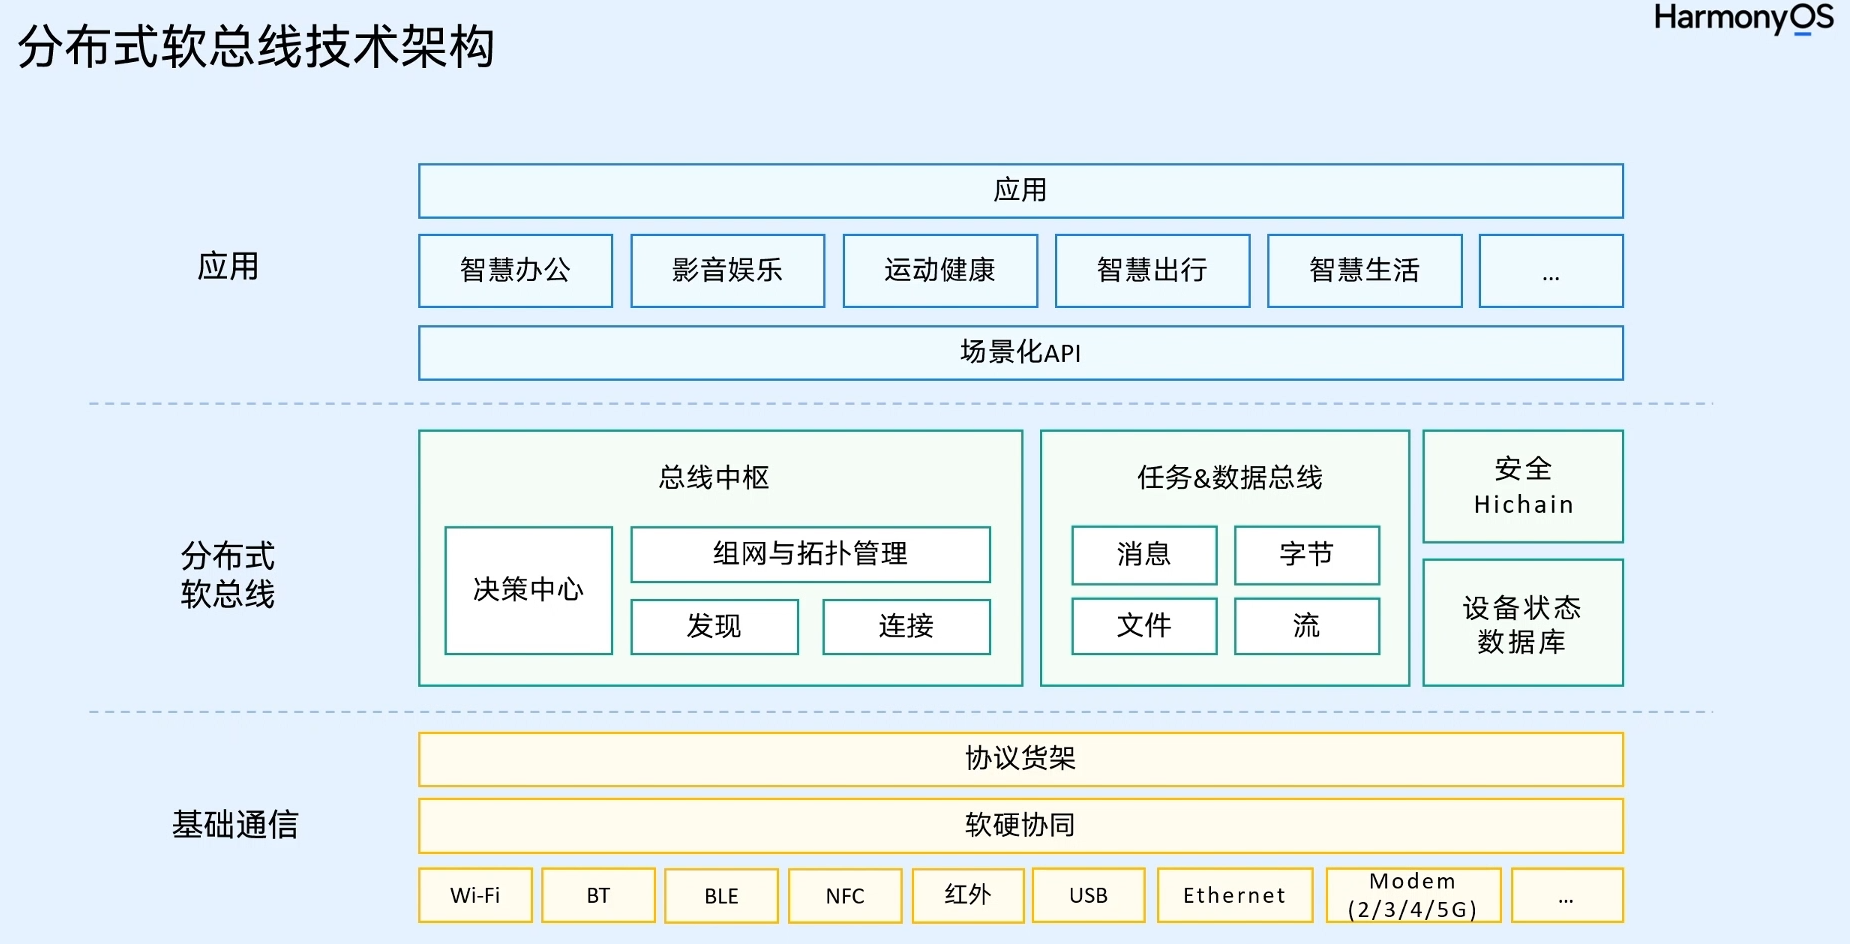 分布式软总线技术架构
HarmonyOS
应用
应用
智慧办公
影音娱乐
运动健康
智慧出行
智慧生活
...
场景化API
分布式
软总线
总线中枢
决策中心
组网与拓扑管理
发现
连接
任务&数据总线
消息
字节
文件
流
安全
Hichain
设备状态
数据库
基础通信
协议货架
软硬协同
Wi-Fi
BT
BLE
NFC
红外
USB
Ethernet
Modem
(2/3/4/5G)
...